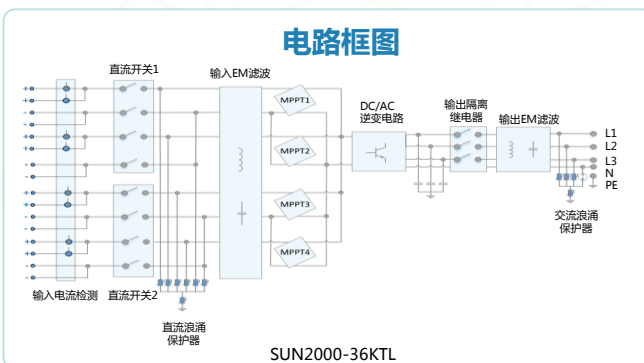 电路框图
直流开关1
输入EM滤波
MPPT1
MPPT2
MPPT3
MPPT4
DC/AC
逆变电路
输出隔离
继电器
输出EM滤波
L1
L2
L3
N
PE
交流浪涌
保护器
输入电流检测
直流开关2
直流浪涌
保护器
SUN2000-36KTL